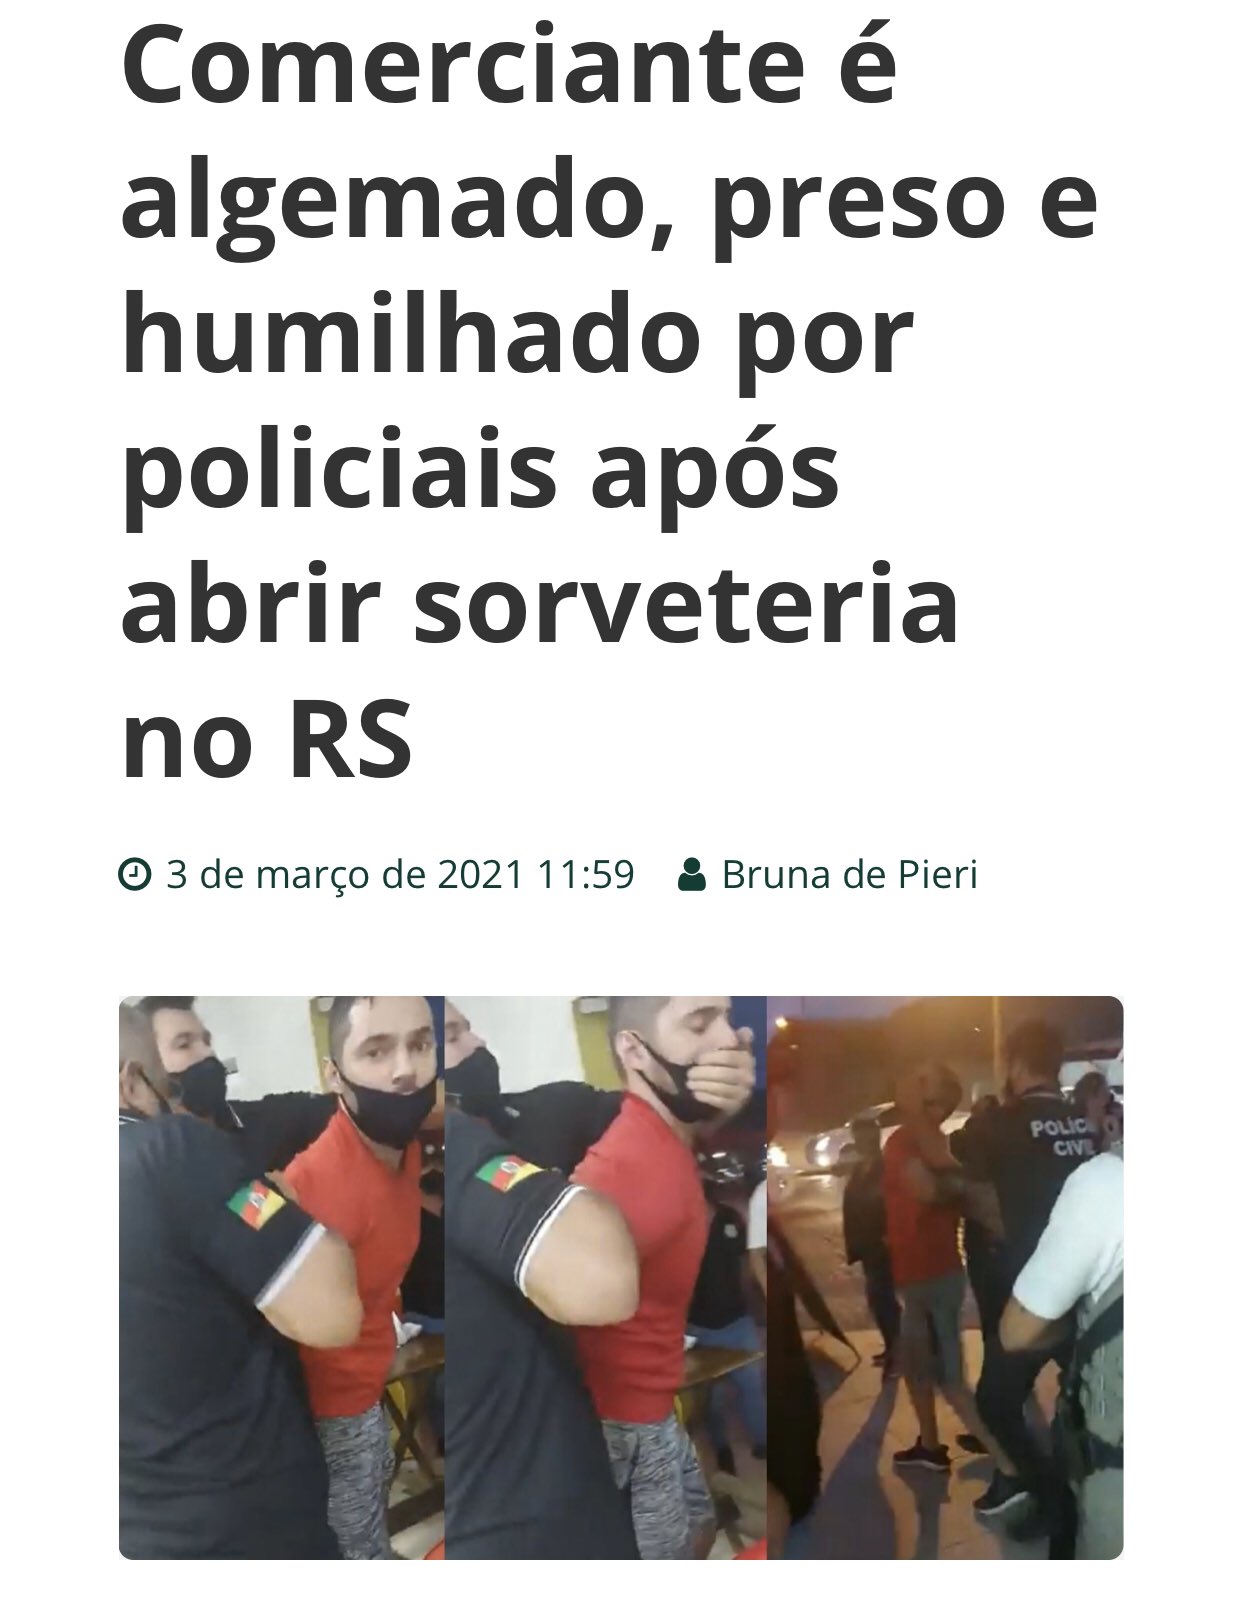 Comerciante é
algemado, preso e
humilhado por
policiais após
abrir sorveteria
no RS
3 de março de 2021 11:59 Bruna de Pieri
POLÍCIA
CIVIL